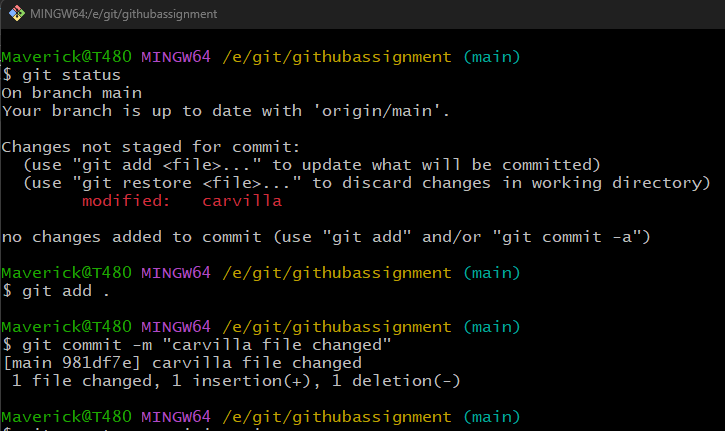 MINGW64:/e/git/githubassignment
Maverick@T480 MINGW64 /e/git/githubassignment (main)
$ git status
On branch main
Your branch is up to date with 'origin/main'.
Changes not staged for commit:
  (use "git add <file>..." to update what will be committed)
  (use "git restore <file>..." to discard changes in working directory)
        modified:   carvilla
no changes added to commit (use "git add" and/or "git commit -a")
Maverick@T480 MINGW64 /e/git/githubassignment (main)
$ git add .
Maverick@T480 MINGW64 /e/git/githubassignment (main)
$ git commit -m "carvilla file changed"
[main 981df7e] carvilla file changed
 1 file changed, 1 insertion(+), 1 deletion(-)
Maverick@T480 MINGW64 /e/git/githubassignment (main)